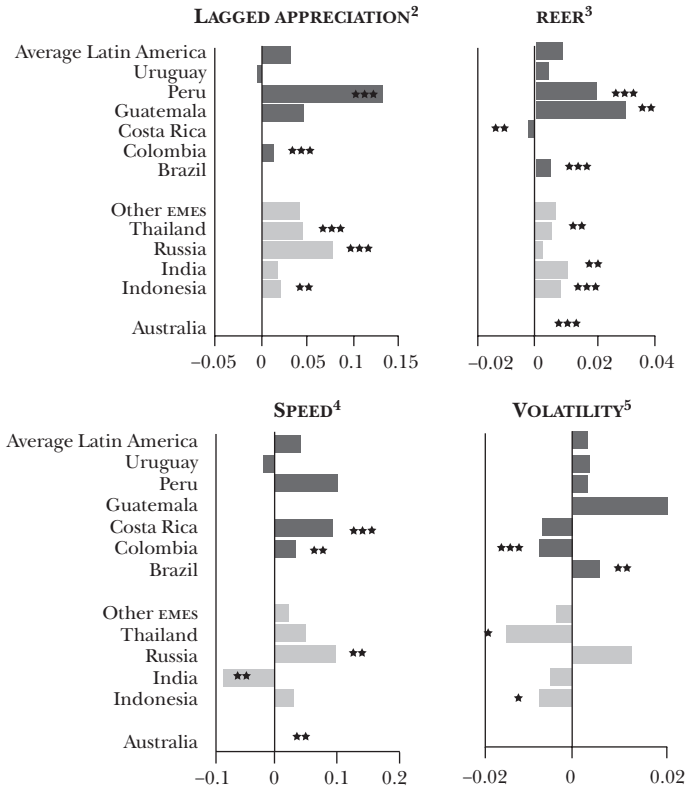 LAGGED APPRECIATION2
REER3
Average Latin America
Uruguay
Peru ★★★ ★★★
Guatemala ★★
Costa Rica ★★
Colombia ★★★
Brazil ★★★
Other EMES
Thailand ★★★ ★★
Russia ★★★
India ★★
Indonesia ★★ ★★★
Australia ★★★
−0.05 0 0.05 0.1 0.15
−0.02 0 0.02 0.04
SPEED4
VOLATILITY5
Average Latin America
Uruguay
Peru
Guatemala
Costa Rica ★★★
Colombia ★★ ★★★
Brazil ★★
Other EMES
Thailand ★
Russia ★★
India ★★
Indonesia ★
Australia ★★
−0.1 0 0.1 0.2
−0.02 0 0.02